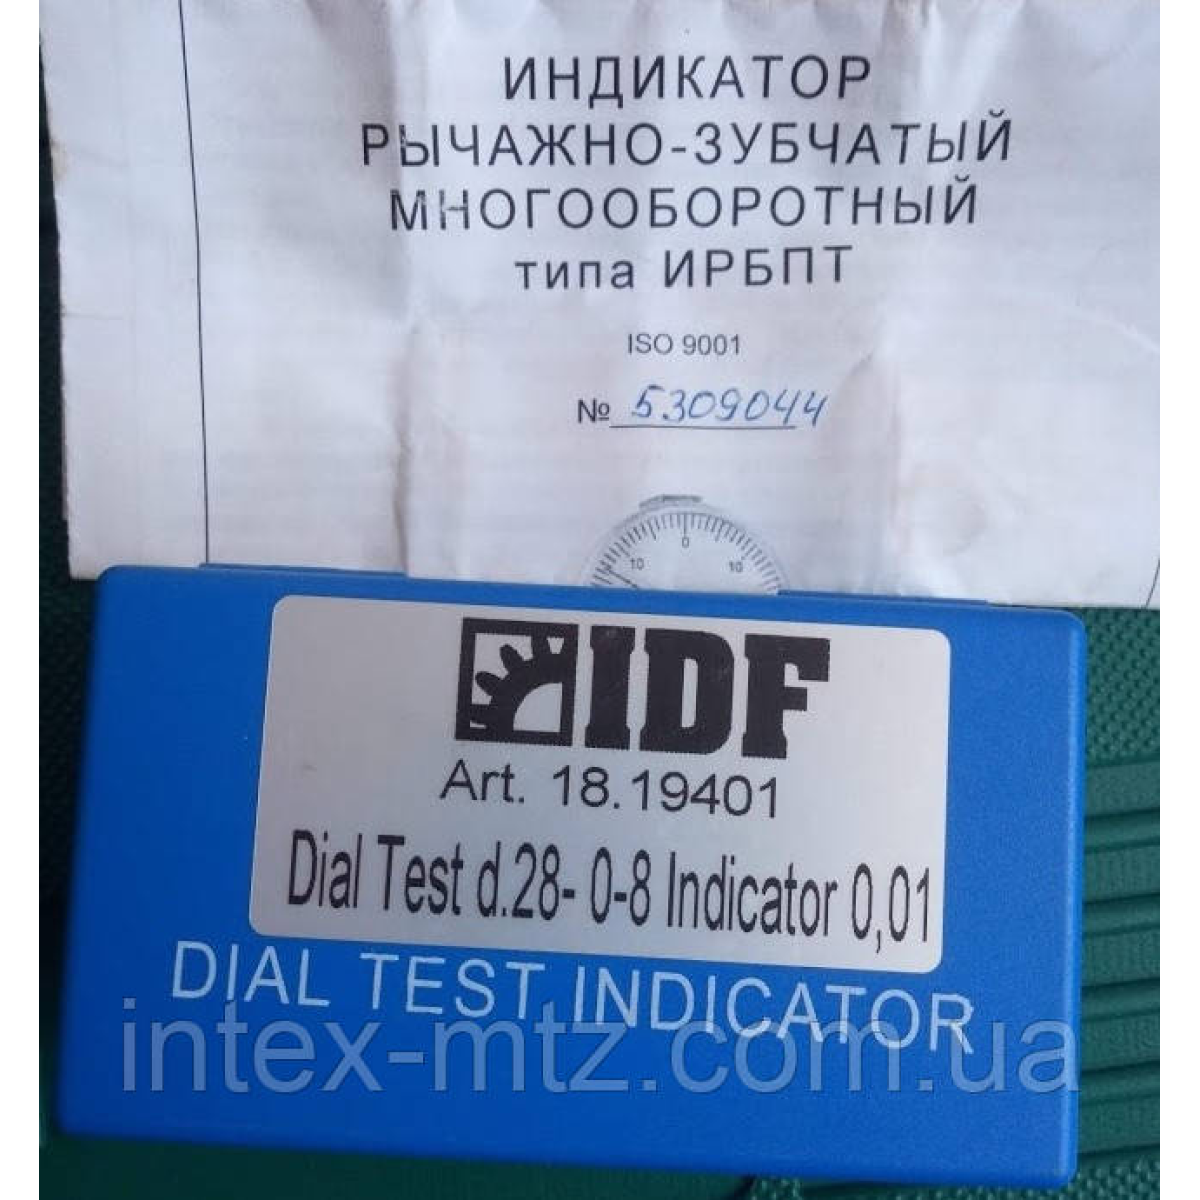 ИНДИКАТОР
РЫЧАЖНО-ЗУБЧАТЫЙ
МНОГООБОРОТНЫЙ
типа ИРБПТ
ISO 9001
№ 5309044
0
10 10
IDF
Art. 18.19401
Dial Test d.28- 0-8 Indicator 0,01
DIAL TEST INDICATOR
intex-mtz.com.ua